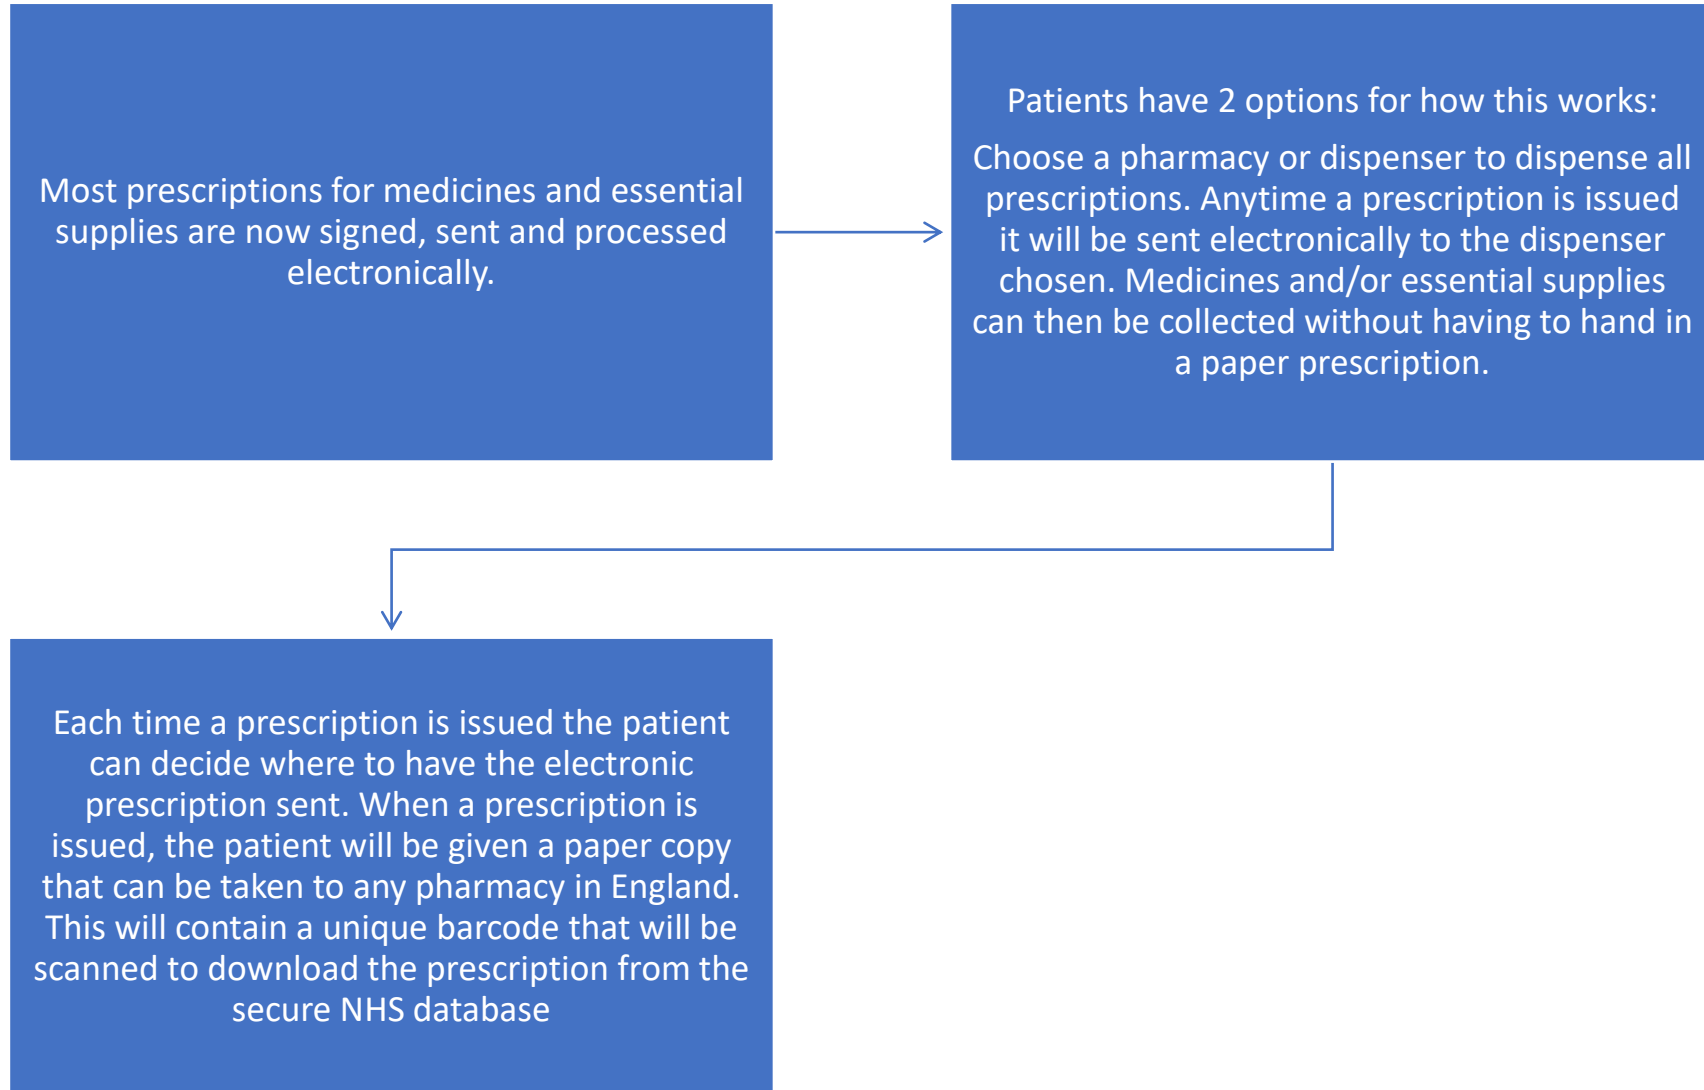 Most prescriptions for medicines and essential
supplies are now signed, sent and processed
electronically.
Patients have 2 options for how this works:
Choose a pharmacy or dispenser to dispense all
prescriptions. Anytime a prescription is issued
it will be sent electronically to the dispenser
chosen. Medicines and/or essential supplies
can then be collected without having to hand in
a paper prescription.
Each time a prescription is issued the patient
can decide where to have the electronic
prescription sent. When a prescription is
issued, the patient will be given a paper copy
that can be taken to any pharmacy in England.
This will contain a unique barcode that will be
scanned to download the prescription from the
secure NHS database